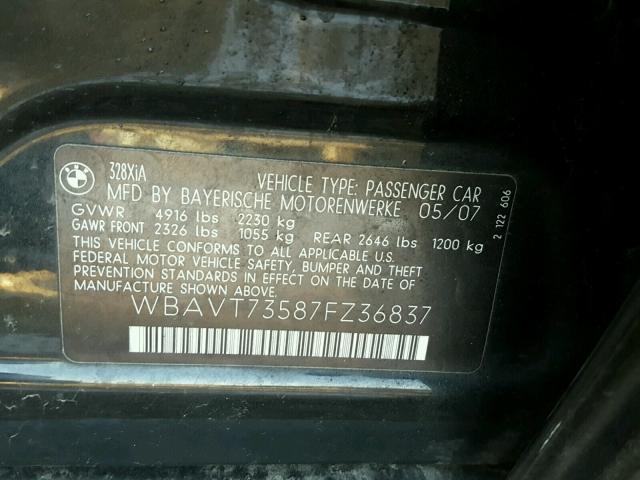 BMW
328XiA
VEHICLE TYPE: PASSENGER CAR
MFD BY BAYERISCHE MOTORENWERKE 05/07
GVWR 4916 lbs 2230 kg
GAWR FRONT 2326 lbs 1055 kg REAR 2646 lbs 1200 kg
THIS VEHICLE CONFORMS TO ALL APPLICABLE U.S.
FEDERAL MOTOR VEHICLE SAFETY, BUMPER AND THEFT
PREVENTION STANDARDS IN EFFECT ON THE DATE OF
MANUFACTURE SHOWN ABOVE.
WBAVT73587FZ36837
2 122 606